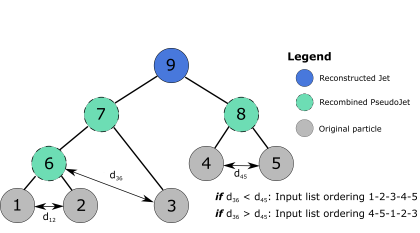 9
Legend
Reconstructed Jet
7
8
Recombined PseudoJet
Original particle
6
d36
4
d45
5
1
d12
2
3
if d36 < d45: Input list ordering 1-2-3-4-5
if d36 > d45: Input list ordering 4-5-1-2-3